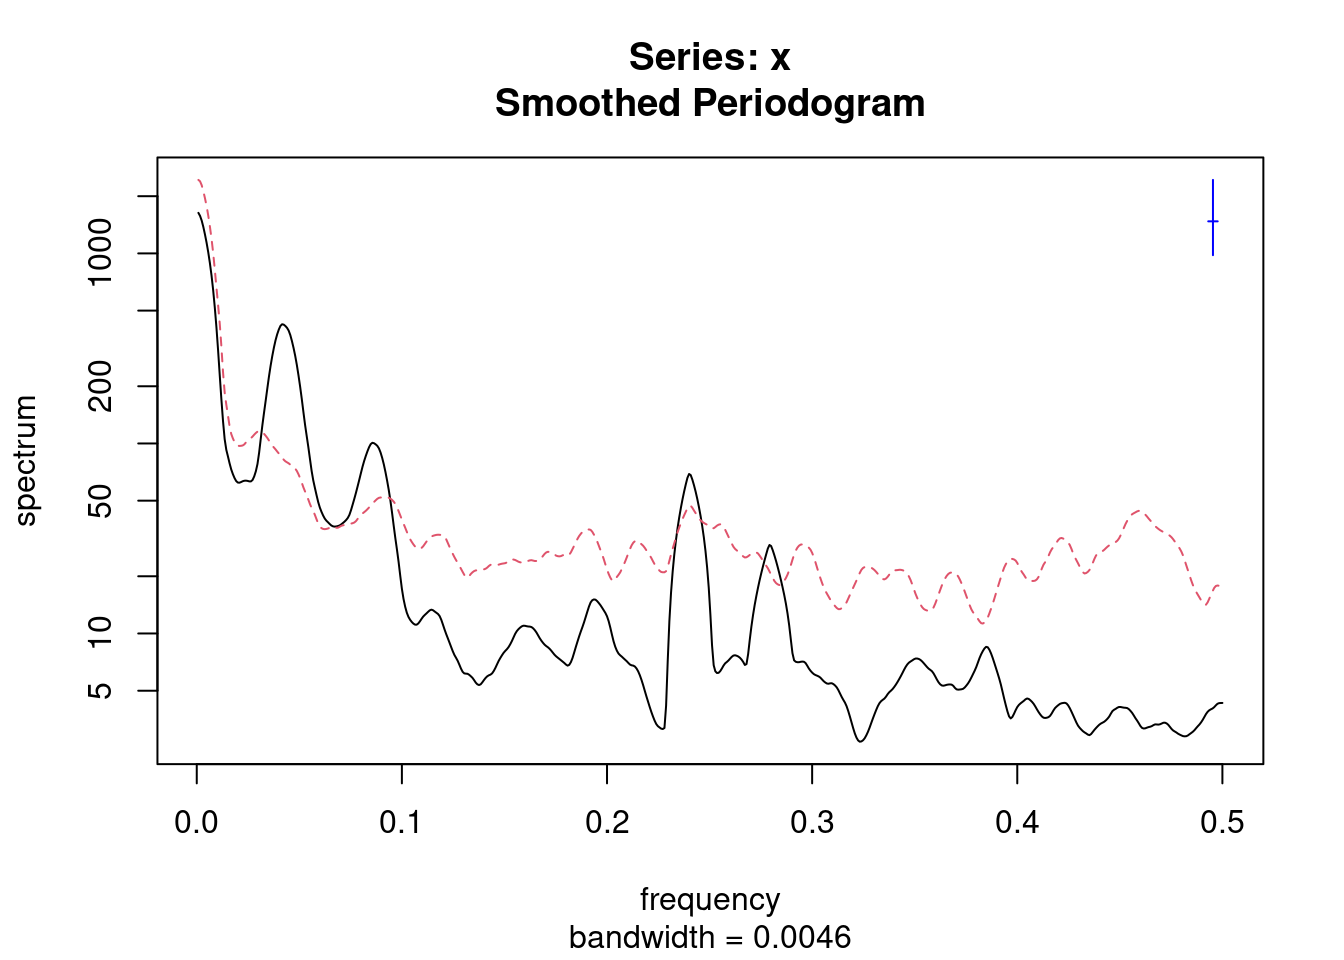 Series: x
Smoothed Periodogram
spectrum
1000
200
50
10
5
0.0 0.1 0.2 0.3 0.4 0.5
frequency
bandwidth = 0.0046